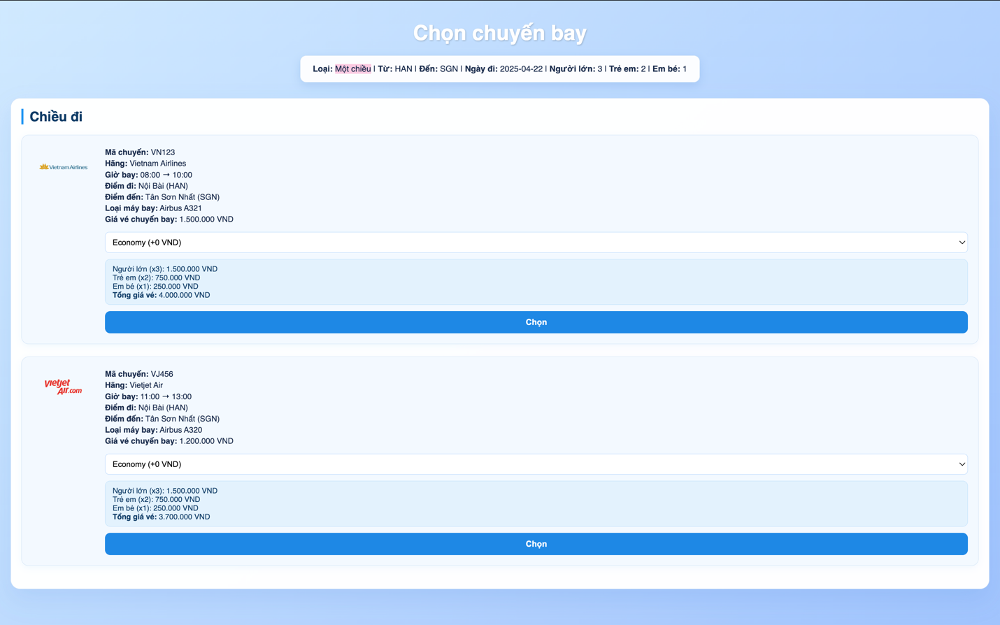 Chọn chuyến bay
Loại: Một chiều | Từ: HAN | Đến: SGN | Ngày đi: 2025-04-22 | Người lớn: 3 | Trẻ em: 2 | Em bé: 1
Chiều đi
Vietnam Airlines
Mã chuyến: VN123
Hãng: Vietnam Airlines
Giờ bay: 08:00 → 10:00
Điểm đi: Nội Bài (HAN)
Điểm đến: Tân Sơn Nhất (SGN)
Loại máy bay: Airbus A321
Giá vé chuyến bay: 1.500.000 VND
Economy (+0 VND)
Người lớn (x3): 1.500.000 VND
Trẻ em (x2): 750.000 VND
Em bé (x1): 250.000 VND
Tổng giá vé: 4.000.000 VND
Chọn
vietjet
Air.com
Mã chuyến: VJ456
Hãng: Vietjet Air
Giờ bay: 11:00 → 13:00
Điểm đi: Nội Bài (HAN)
Điểm đến: Tân Sơn Nhất (SGN)
Loại máy bay: Airbus A320
Giá vé chuyến bay: 1.200.000 VND
Economy (+0 VND)
Người lớn (x3): 1.500.000 VND
Trẻ em (x2): 750.000 VND
Em bé (x1): 250.000 VND
Tổng giá vé: 3.700.000 VND
Chọn